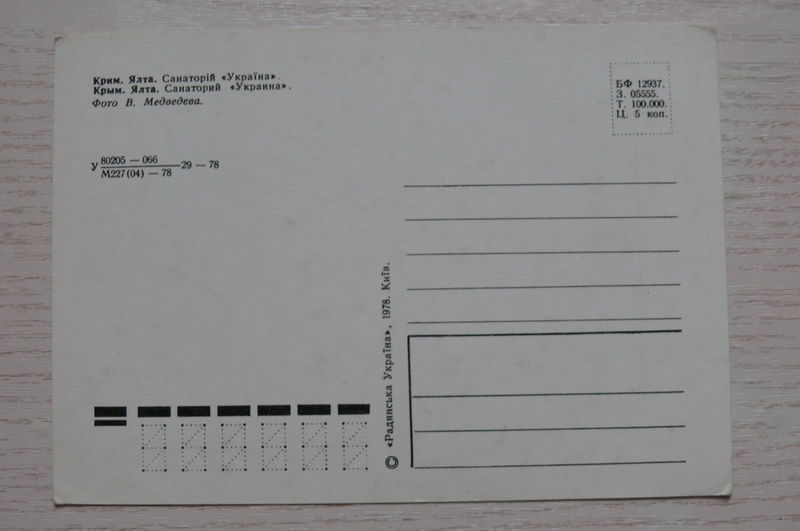 Крим. Ялта. Санаторій «Україна».
Крым. Ялта. Санаторий «Украина».
Фото В. Медведева.
БФ 12937.
З. 05555.
Т. 100.000.
Ц. 5 коп.
У 80205 — 066
М227(04) — 78
29 — 78
© «Радянська Україна», 1978. Київ.